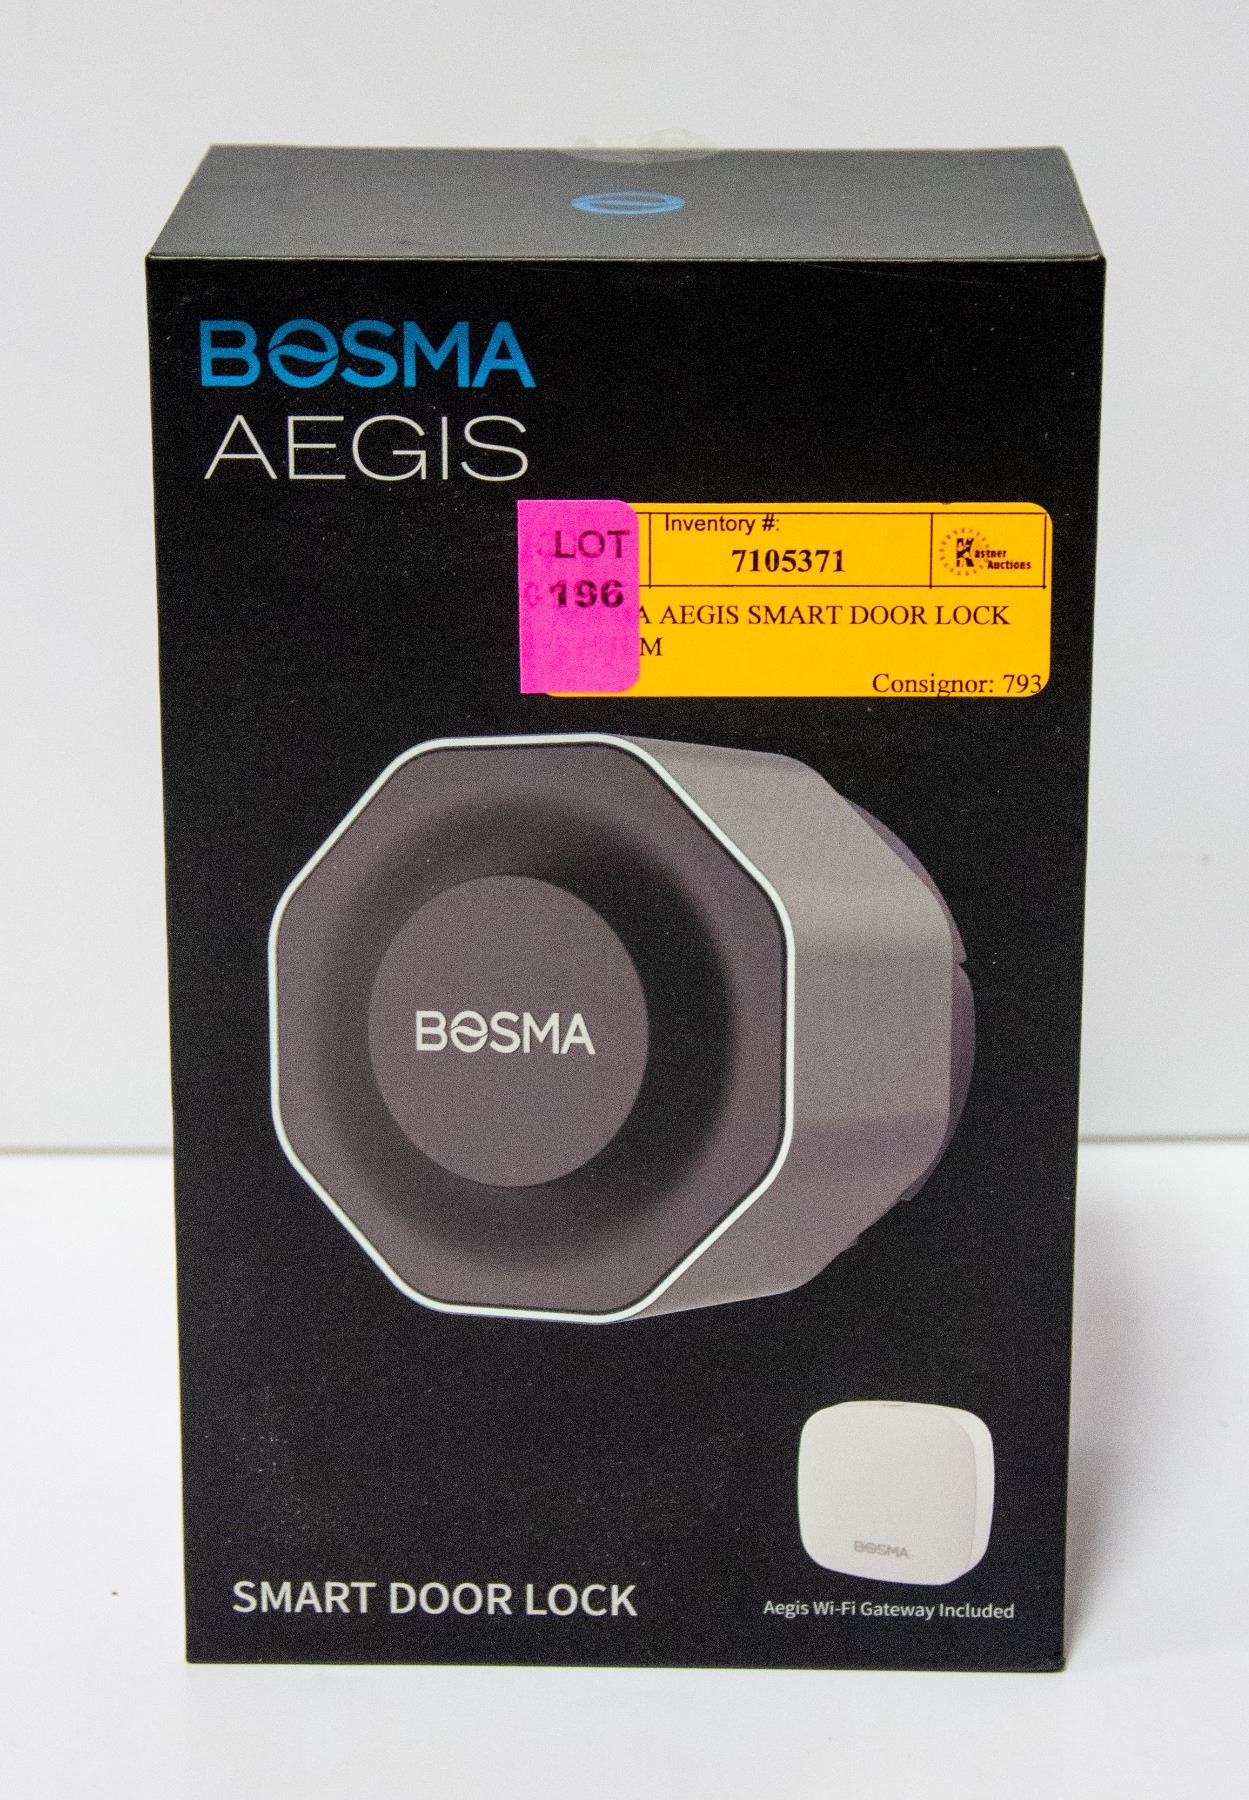 BOSMA
AEGIS
LOT
196
Inventory #:
7105371
Kastner
Auctions
A AEGIS SMART DOOR LOCK
M
Consignor: 793
BOSMA
BOSMA
SMART DOOR LOCK
Aegis Wi-Fi Gateway Included